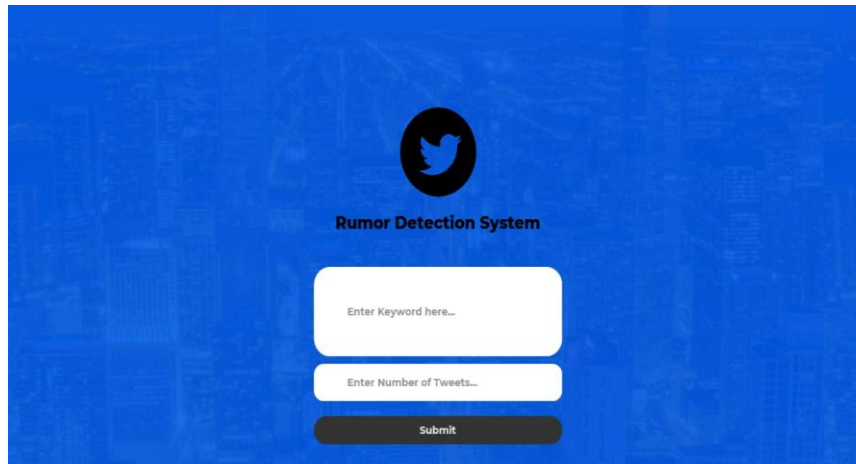 Rumor Detection System
Enter Keyword here...
Enter Number of Tweets...
Submit